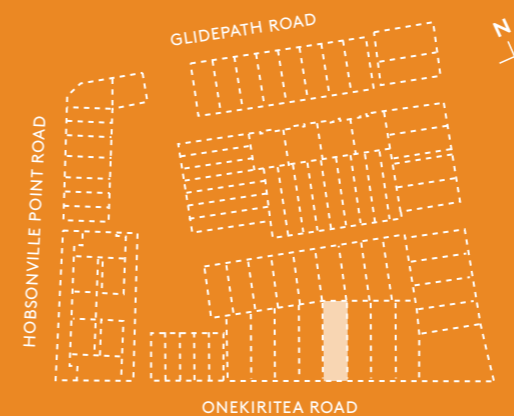 GLIDEPATH ROAD
N
HOBSONVILLE POINT ROAD
ONEKIRITEA ROAD